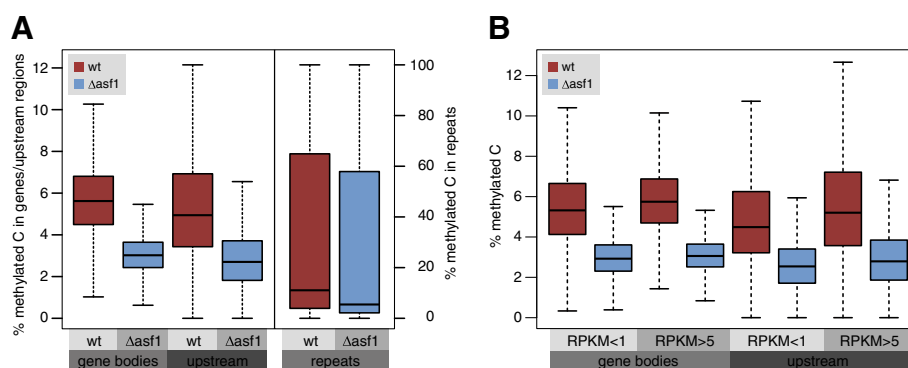 A
B
% methylated C in genes/upstream regions
12
10
8
6
4
2
0
wt
Δasf1
100
80
60
40
20
0
% methylated C in repeats
wt
Δasf1
wt
Δasf1
wt
Δasf1
gene bodies
upstream
repeats
% methylated C
12
10
8
6
4
2
0
wt
Δasf1
RPKM<1
RPKM>5
RPKM<1
RPKM>5
gene bodies
upstream